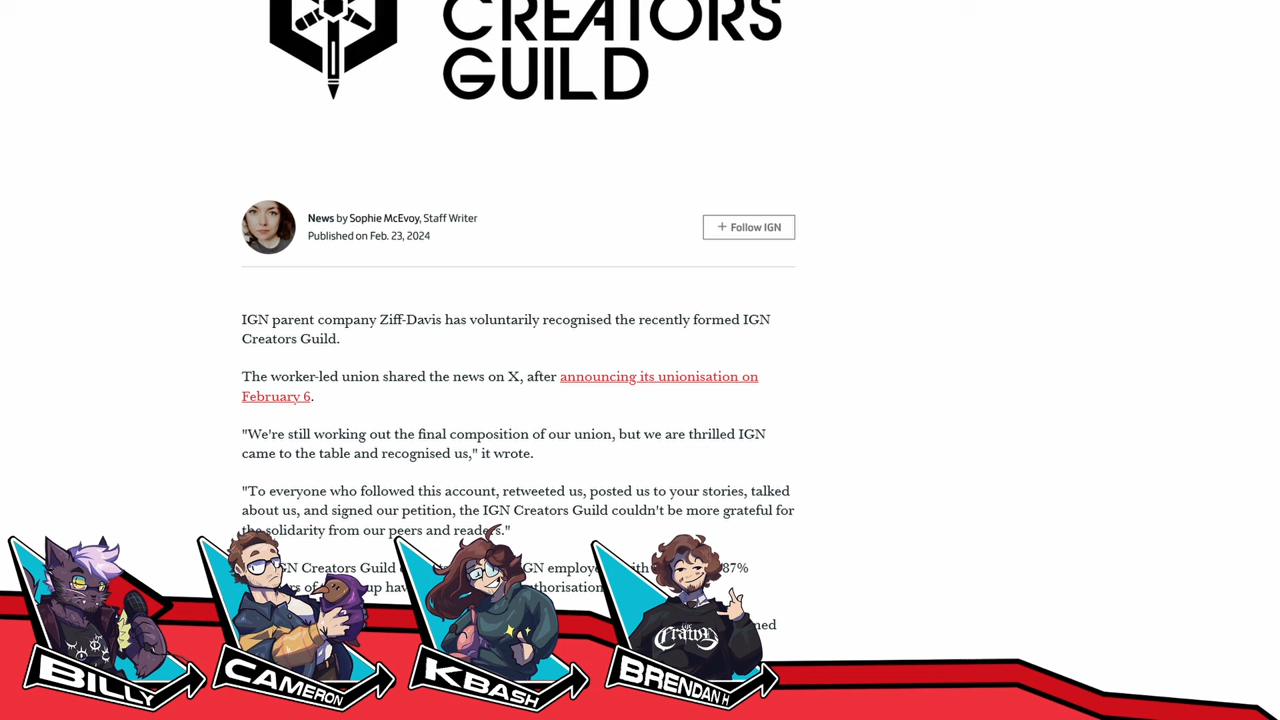 CREATORS
GUILD
News by Sophie McEvoy, Staff Writer
Published on Feb. 23, 2024
+ Follow IGN
IGN parent company Ziff-Davis has voluntarily recognised the recently formed IGN
Creators Guild.
The worker-led union shared the news on X, after announcing its unionisation on
February 6.
"We're still working out the final composition of our union, but we are thrilled IGN
came to the table and recognised us," it wrote.
"To everyone who followed this account, retweeted us, posted us to your stories, talked
about us, and signed our petition, the IGN Creators Guild couldn't be more grateful for
the solidarity from our peers and readers."
GN Creators Guild
87%
BILLY
CAMERON
KBASH
BRENDAN H